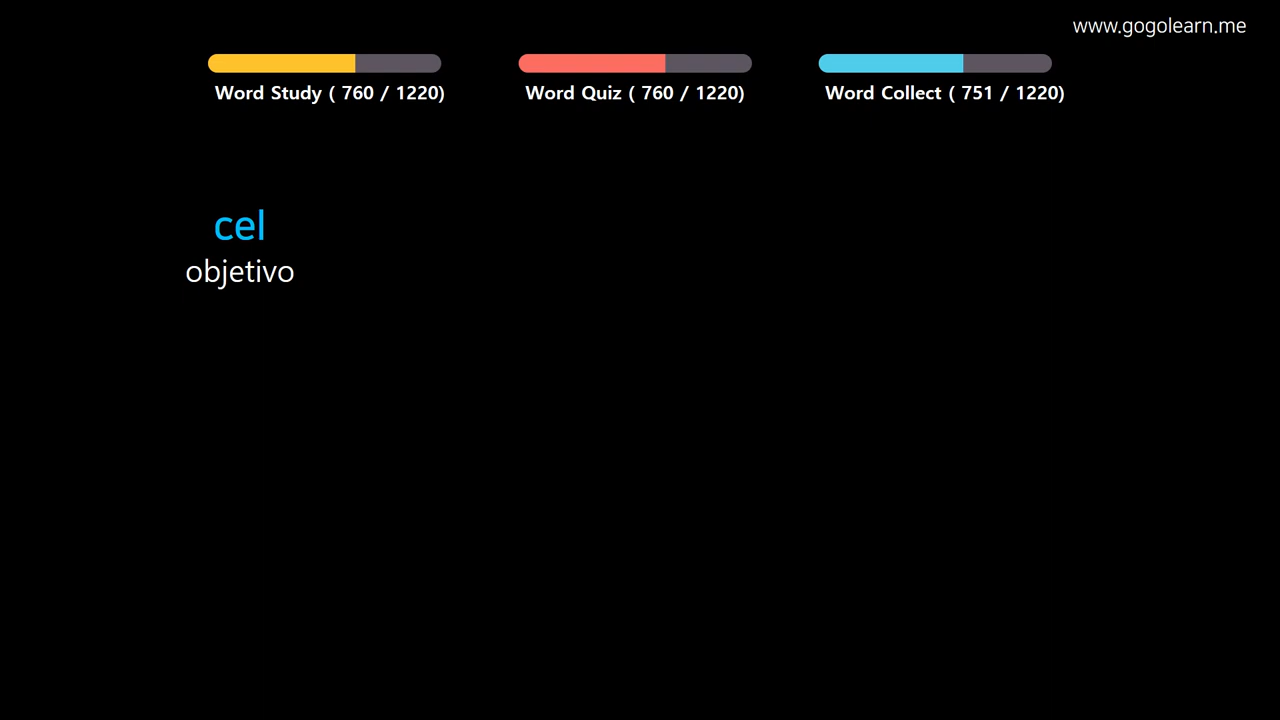 www.gogolearn.me
Word Study ( 760 / 1220)
Word Quiz ( 760 / 1220)
Word Collect ( 751 / 1220)
cel
objetivo